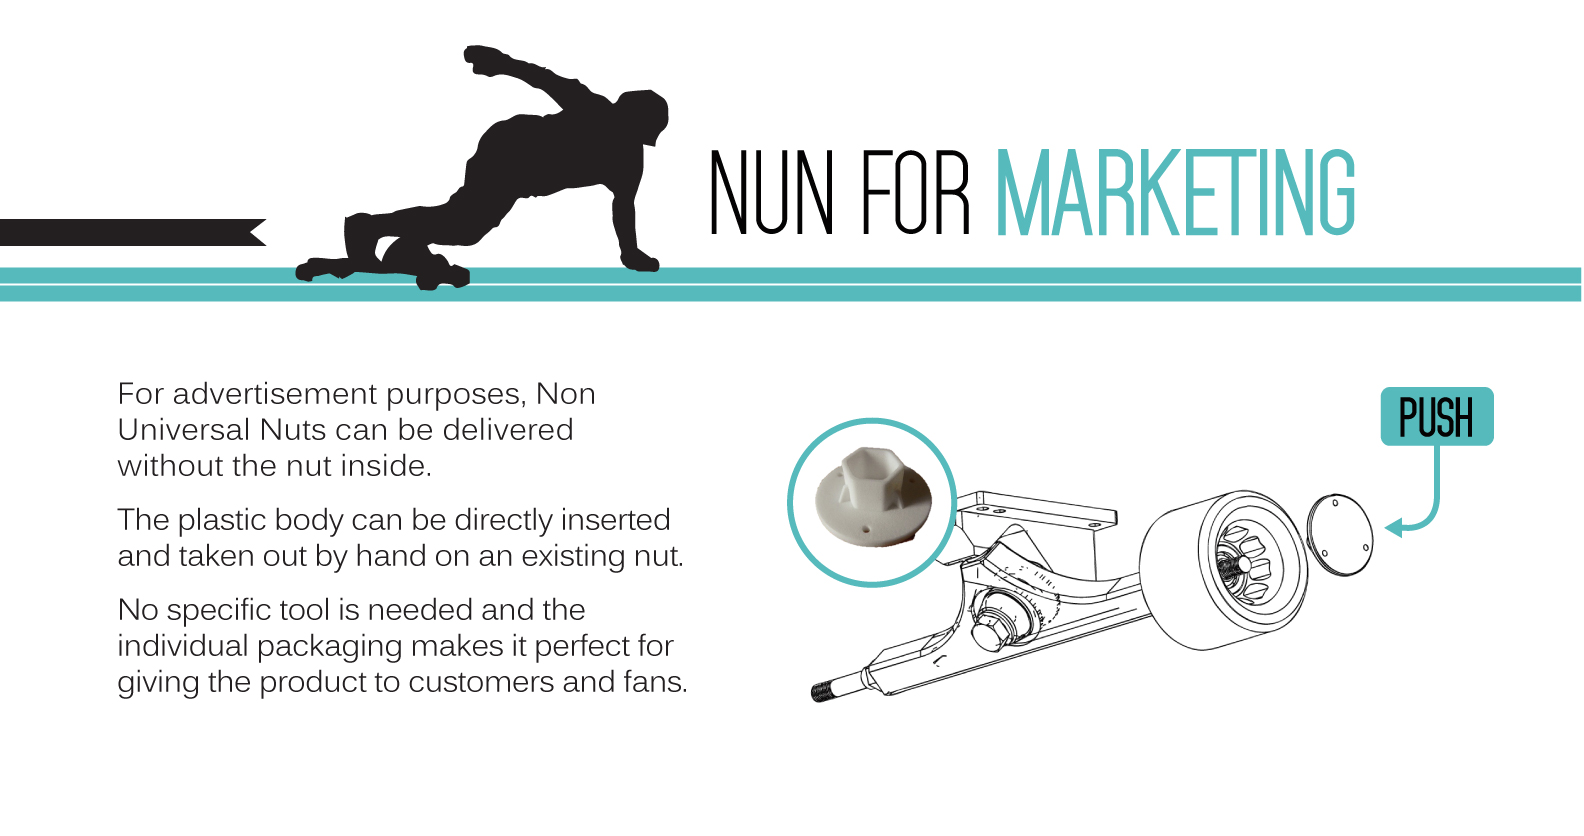 NUN FOR MARKETING
For advertisement purposes, Non
Universal Nuts can be delivered
without the nut inside.
The plastic body can be directly inserted
and taken out by hand on an existing nut.
No specific tool is needed and the
individual packaging makes it perfect for
giving the product to customers and fans.
PUSH